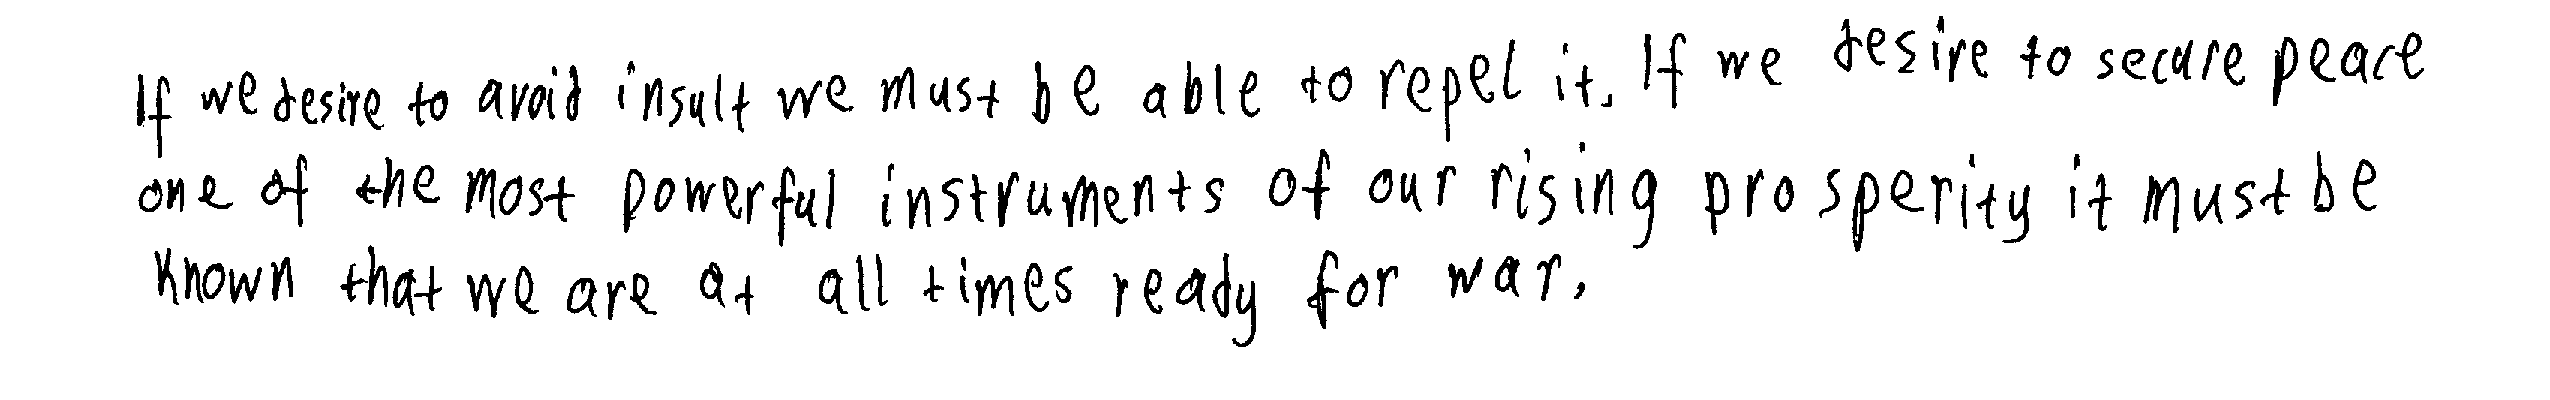 If we desire to avoid insult we must be able to repel it. If we desire to secure peace
one of the most powerful instruments of our rising prosperity it must be
known that we are at all times ready for war.